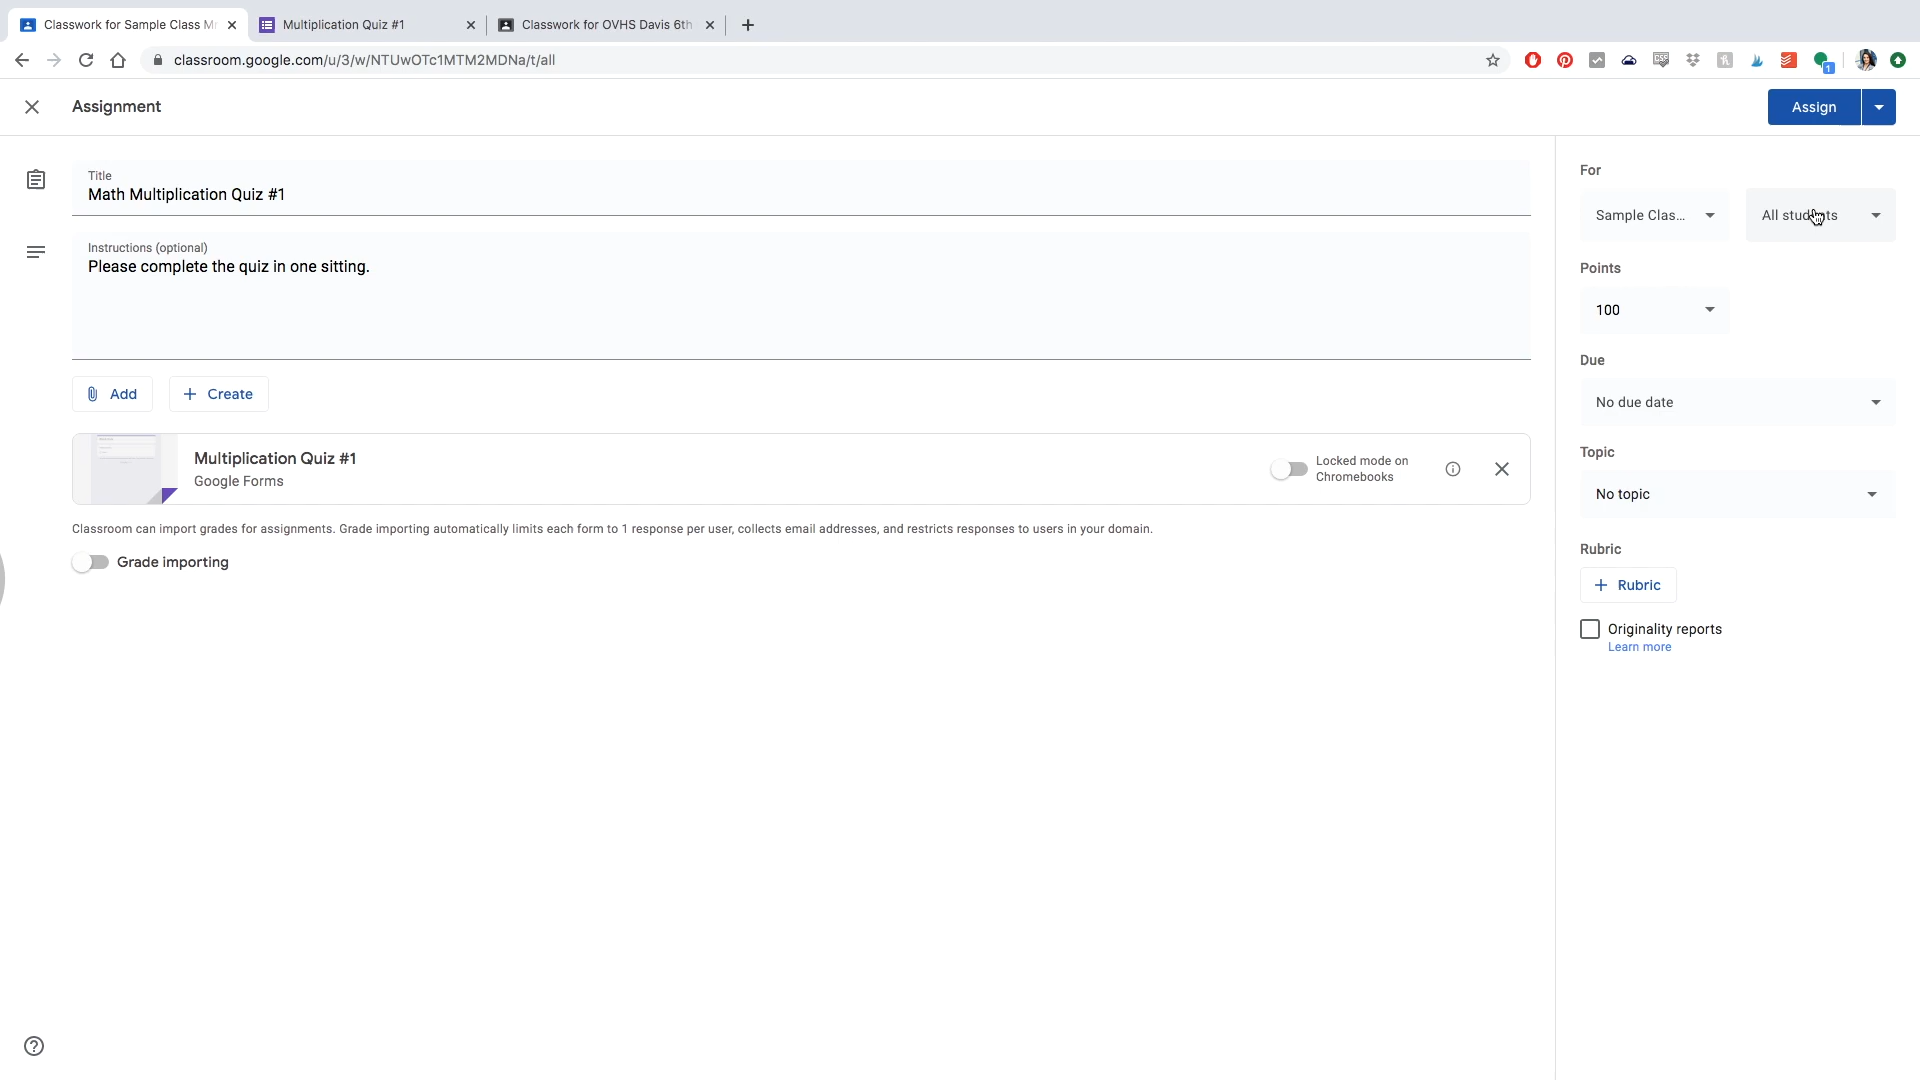 Classwork for Sample Class Mr
Multiplication Quiz #1
Classwork for OVHS Davis 6th
classroom.google.com/u/3/w/NTUwOTc1MTM2MDNa/t/all
1
Assignment
Assign
Title
Math Multiplication Quiz #1
Instructions (optional)
Please complete the quiz in one sitting.
Add
Create
Multiplication Quiz #1
Google Forms
Locked mode on
Chromebooks
Classroom can import grades for assignments. Grade importing automatically limits each form to 1 response per user, collects email addresses, and restricts responses to users in your domain.
Grade importing
For
Sample Clas...
All students
Points
100
Due
No due date
Topic
No topic
Rubric
Rubric
Originality reports
Learn more